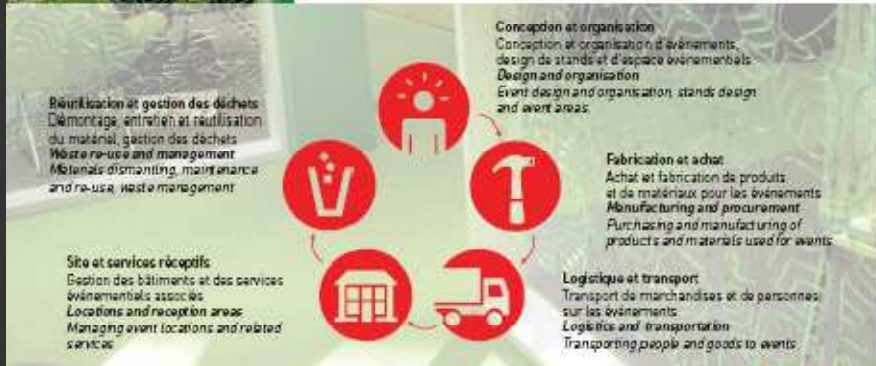 Conception et organisation
Conception et organisation d'évènements,
design de stands et d'espace évènementiels
Design and organisation
Event design and organisation, stands design
and event areas.
Fabrication et achat
Achat et fabrication de produits
et de matériaux pour les événements
Manufacturing and procurement
Purchasing and manufacturing of
products and materials used for events
Logistique et transport
Transport de marchandises et de personnes
sur les événements
Logistics and transportation
Transporting people and goods to events
Site et services réceptifs
Gestion des bâtiments et des services
événementiels associés
Locations and reception areas
Managing event locations and related
services
Réutilisation et gestion des déchets
Démontage, entretien et réutilisation
du matériel, gestion des déchets
Waste re-use and management
Materials dismantling, maintenance
and re-use, waste management